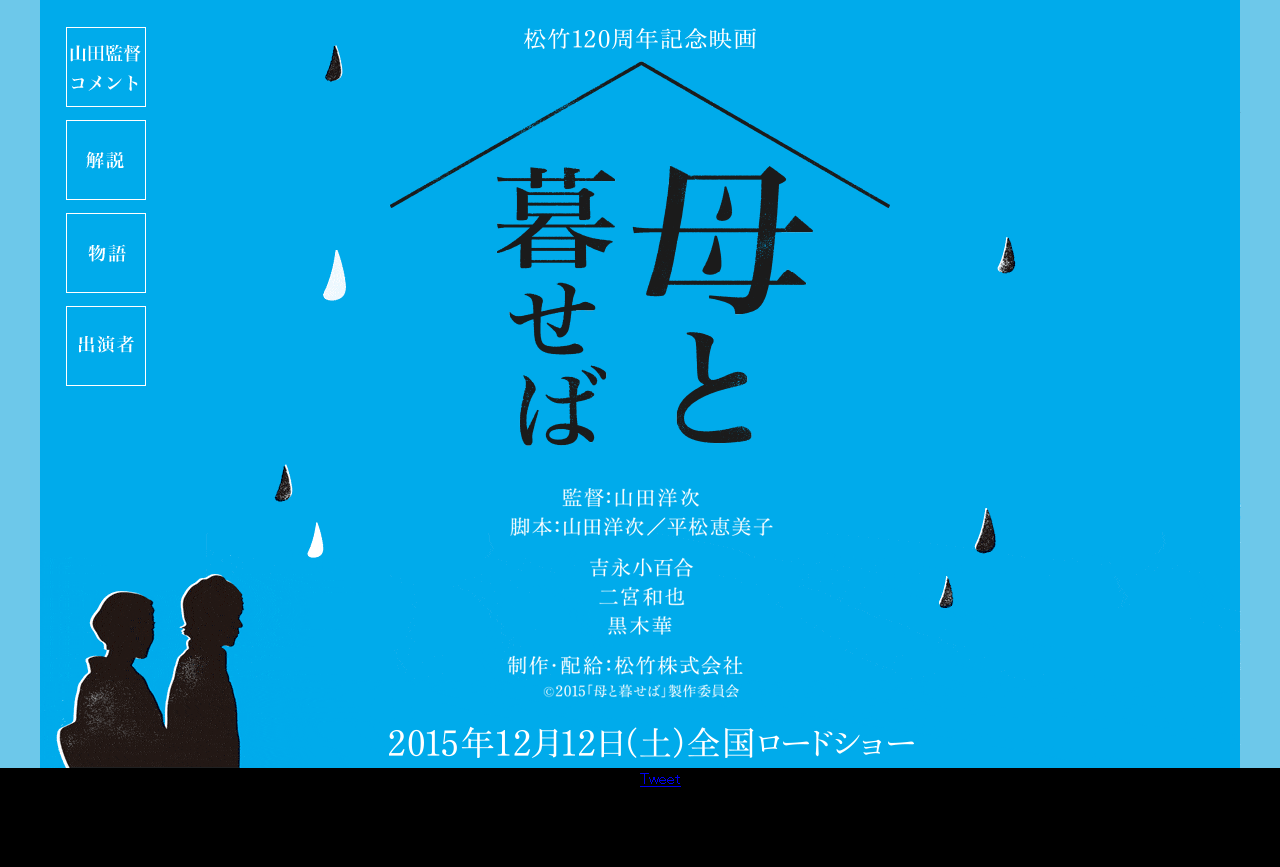 山田監督
コメント
解説
物語
出演者
松竹120周年記念映画
母と
暮せば
監督:山田洋次
脚本:山田洋次/平松恵美子
吉永小百合
二宮和也
黒木華
制作·配給:松竹株式会社
©2015「母と暮せば」製作委員会
2015年12月12日(土)全国ロードショー
Tweet